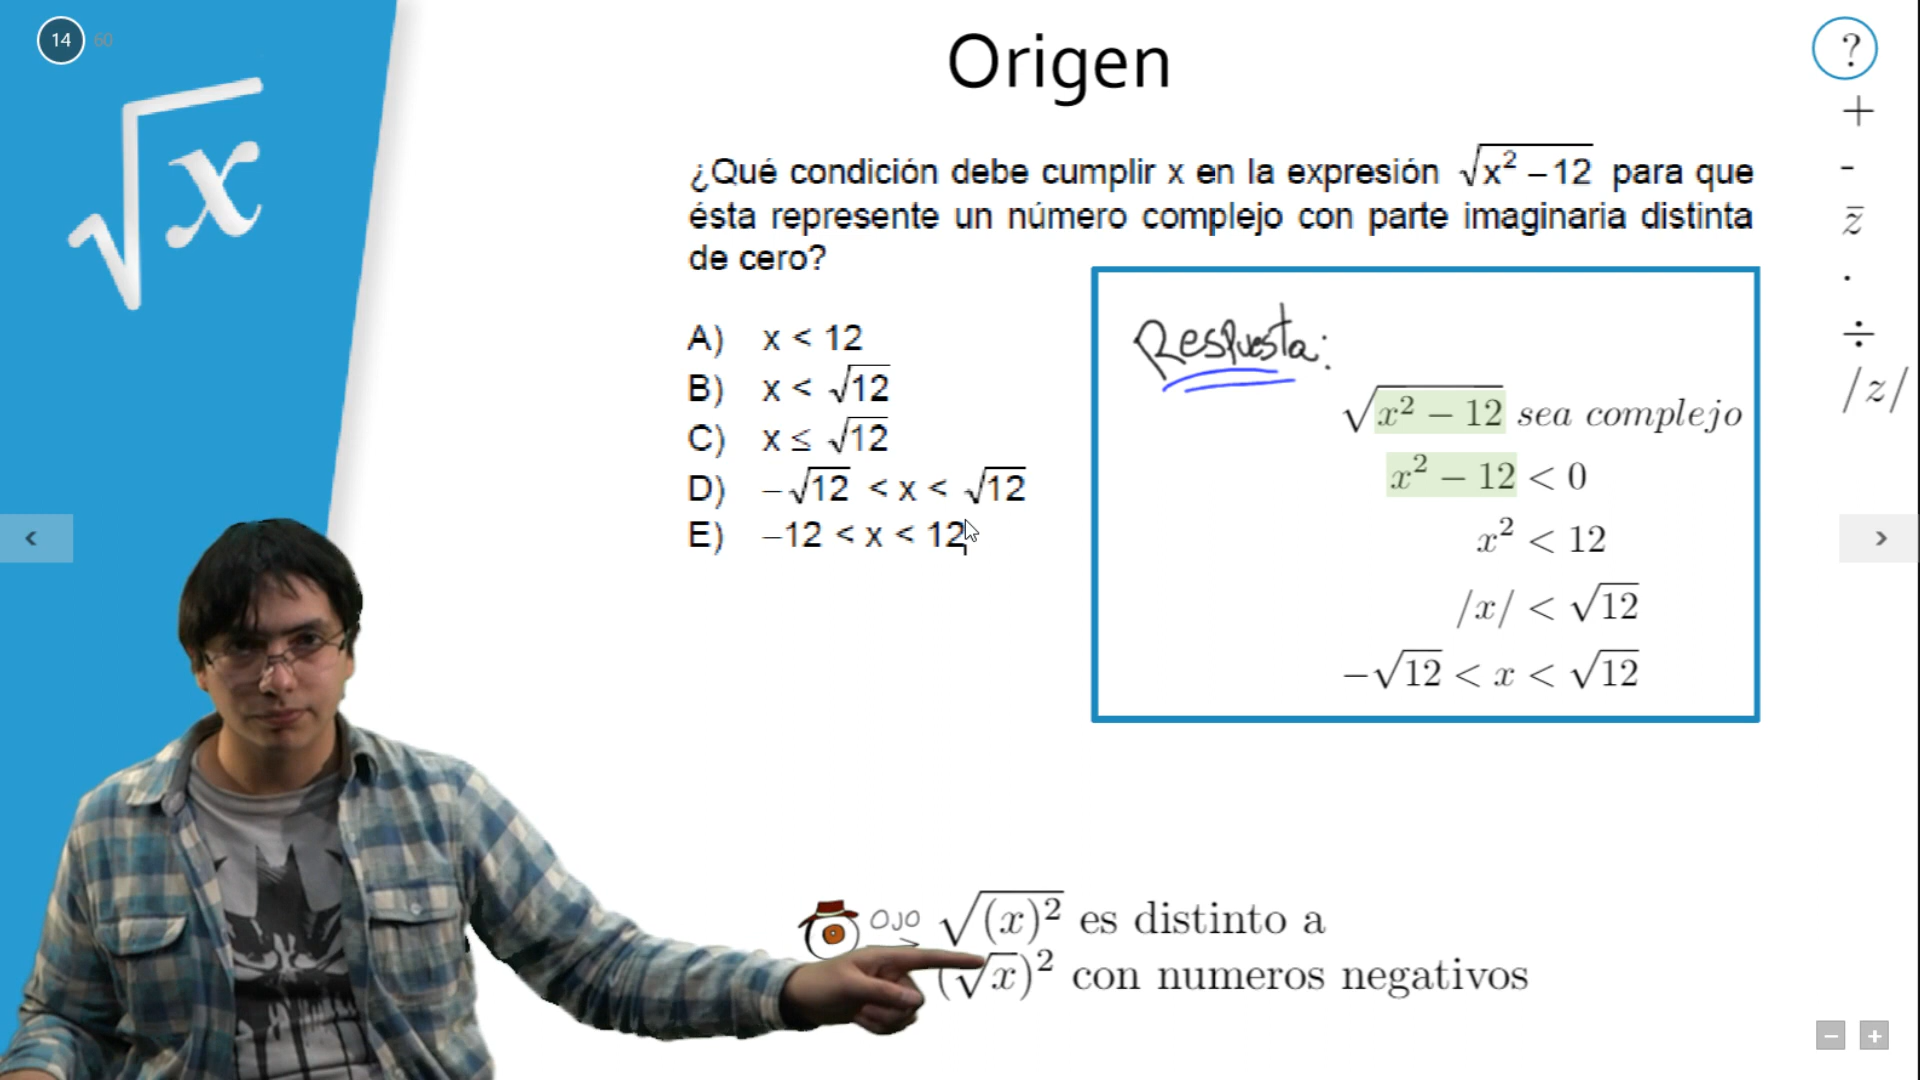 14 60
√x
Origen
?
+
-
z̄
·
÷
/z/
¿Qué condición debe cumplir x en la expresión √(x² − 12) para que
ésta represente un número complejo con parte imaginaria distinta
de cero?
A) x < 12
B) x < √12
C) x ≤ √12
D) −√12 < x < √12
E) −12 < x < 12
Respuesta:
√(x² − 12) sea complejo
x² − 12 < 0
x² < 12
/x/ < √12
−√12 < x < √12
OJO √(x)² es distinto a
(√x)² con numeros negativos